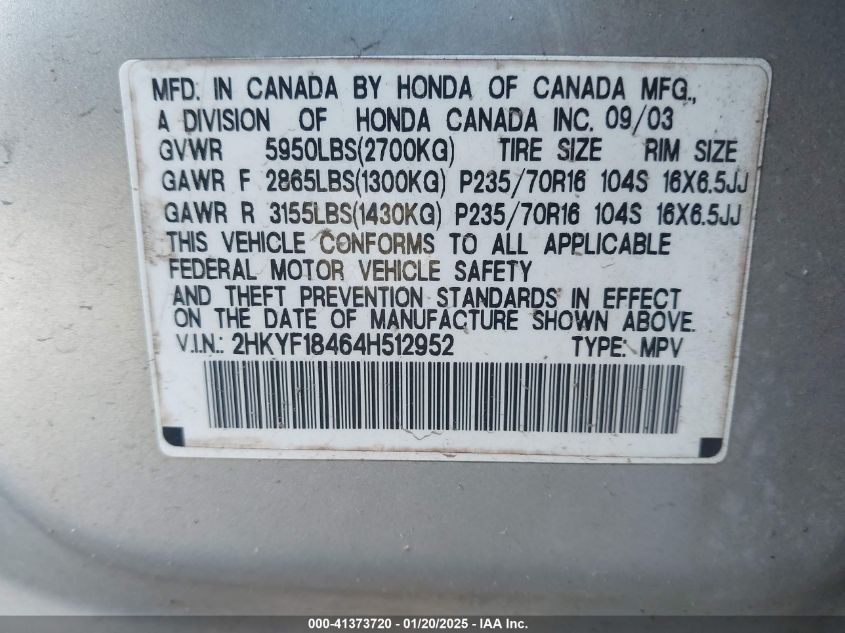 MFD. IN CANADA BY HONDA OF CANADA MFG.,
A DIVISION OF HONDA CANADA INC. 09/03
GVWR 5950LBS(2700KG) TIRE SIZE RIM SIZE
GAWR F 2865LBS(1300KG) P235/70R16 104S 16X6.5JJ
GAWR R 3155LBS(1430KG) P235/70R16 104S 16X6.5JJ
THIS VEHICLE CONFORMS TO ALL APPLICABLE
FEDERAL MOTOR VEHICLE SAFETY
AND THEFT PREVENTION STANDARDS IN EFFECT
ON THE DATE OF MANUFACTURE SHOWN ABOVE.
V.I.N.: 2HKYF18464H512952 TYPE: MPV
000-41373720 - 01/20/2025 - IAA Inc.